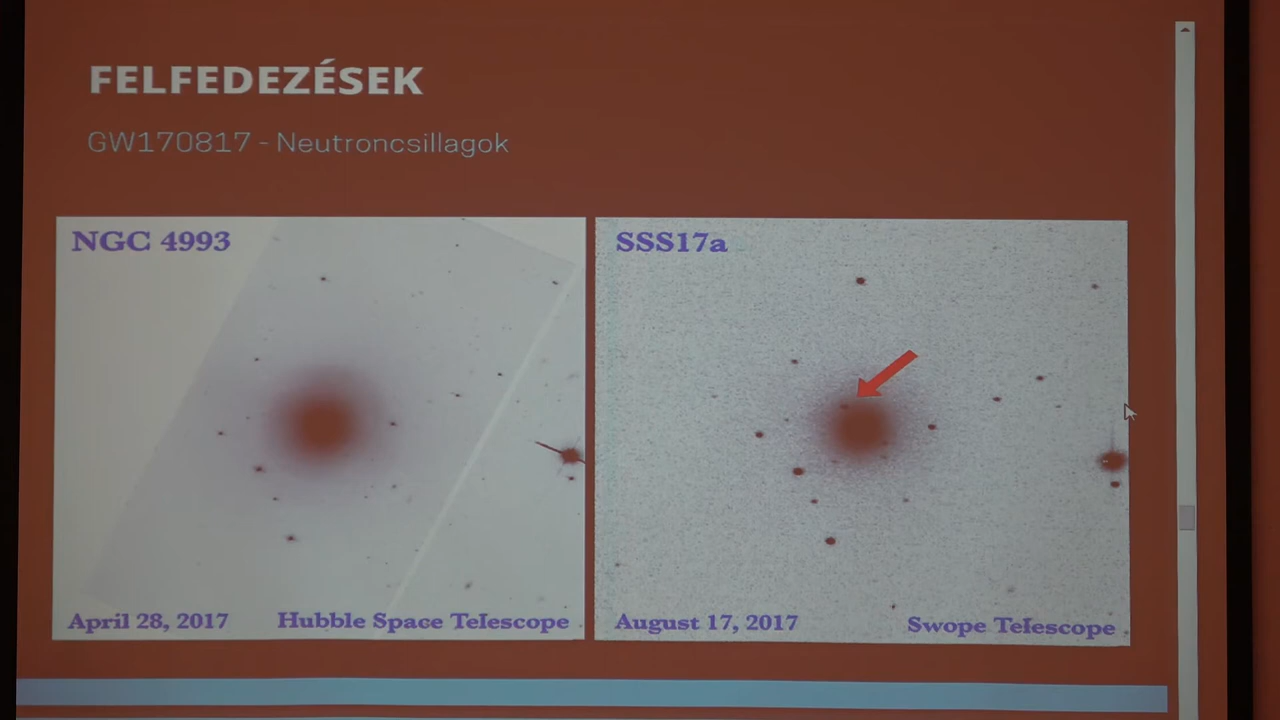 FELFEDEZÉSEK
GW170817 - Neutroncsillagok
NGC 4993
April 28, 2017 Hubble Space Telescope
SSS17a
August 17, 2017 Swope Telescope